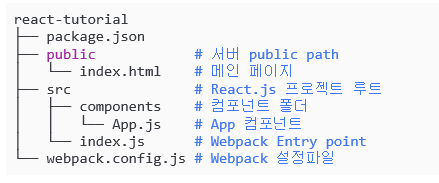 react-tutorial
├── package.json
├── public            # 서버 public path
│   └── index.html    # 메인 페이지
├── src               # React.js 프로젝트 루트
│   ├── components    # 컴포넌트 폴더
│   │   └── App.js    # App 컴포넌트
│   └── index.js      # Webpack Entry point
└── webpack.config.js # Webpack 설정파일